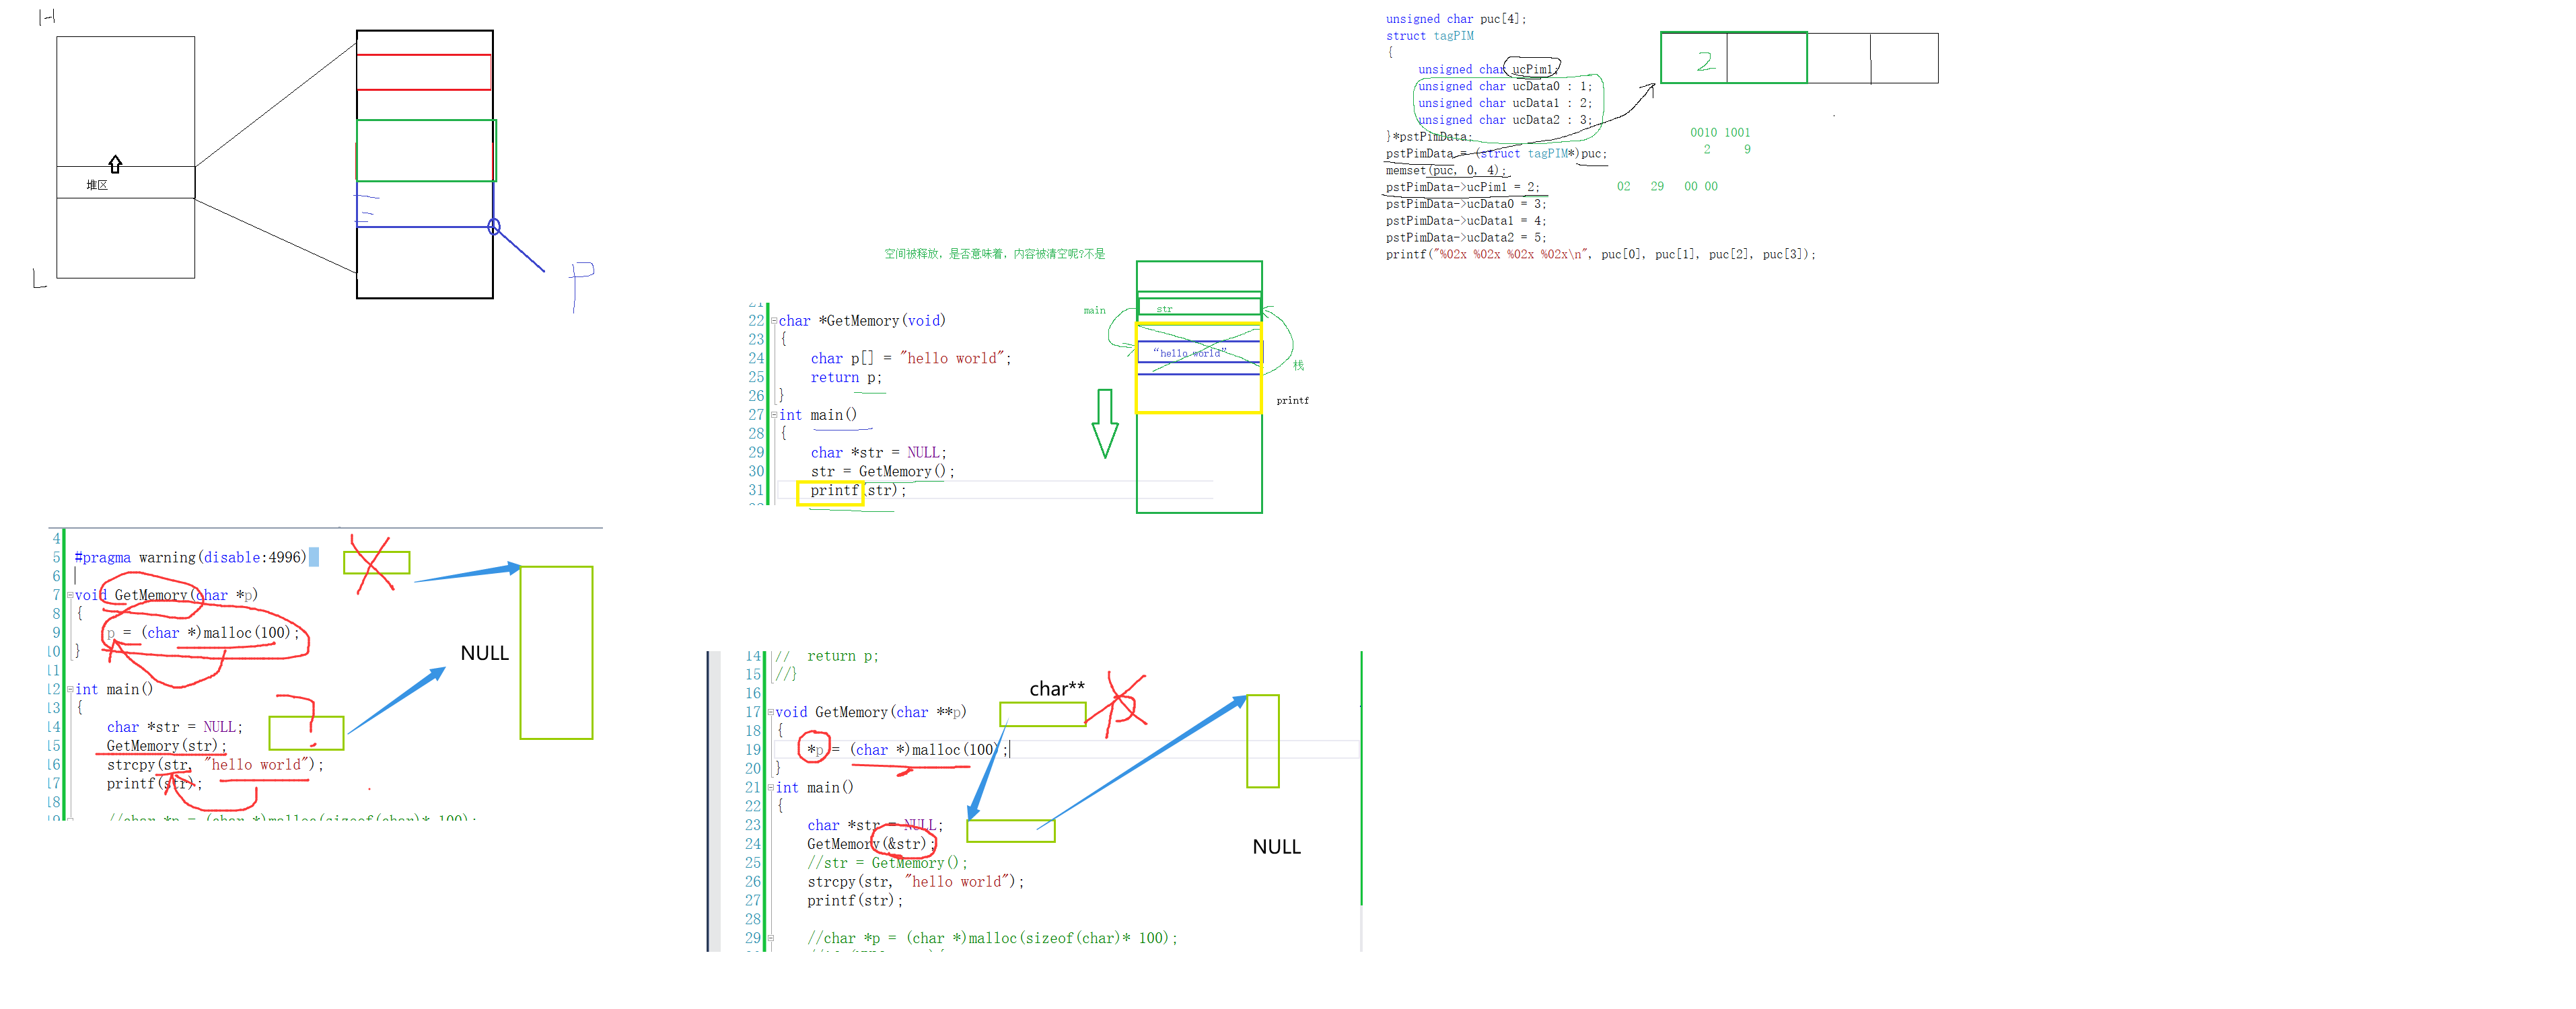 H
堆区
L
P
unsigned char puc[4];
struct tagPIM
{
unsigned char ucPim1;
unsigned char ucData0 : 1;
unsigned char ucData1 : 2;
unsigned char ucData2 : 3;
}*pstPimData;
pstPimData = (struct tagPIM*)puc;
memset(puc, 0, 4);
pstPimData->ucPim1 = 2;
pstPimData->ucData0 = 3;
pstPimData->ucData1 = 4;
pstPimData->ucData2 = 5;
printf("%02x %02x %02x %02x\n", puc[0], puc[1], puc[2], puc[3]);
2
0010 1001
2 9
02 29 00 00
空间被释放，是否意味着，内容被清空呢?不是
21
22 char *GetMemory(void)
23 {
24 char p[] = "hello world";
25 return p;
26 }
27 int main()
28 {
29 char *str = NULL;
30 str = GetMemory();
31 printf(str);
main
str
“hello world”
栈
printf
4
5 #pragma warning(disable:4996)
6
7 void GetMemory(char *p)
8 {
9 p = (char *)malloc(100);
10 }
11
12 int main()
13 {
14 char *str = NULL;
15 GetMemory(str);
16 strcpy(str, "hello world");
17 printf(str);
18
19 //char *p = (char *)malloc(sizeof(char)* 100);
NULL
14 // return p;
15 //}
16
17 void GetMemory(char **p)
18 {
19 *p = (char *)malloc(100);
20 }
21 int main()
22 {
23 char *str = NULL;
24 GetMemory(&str);
25 //str = GetMemory();
26 strcpy(str, "hello world");
27 printf(str);
28
29 //char *p = (char *)malloc(sizeof(char)* 100);
char**
NULL